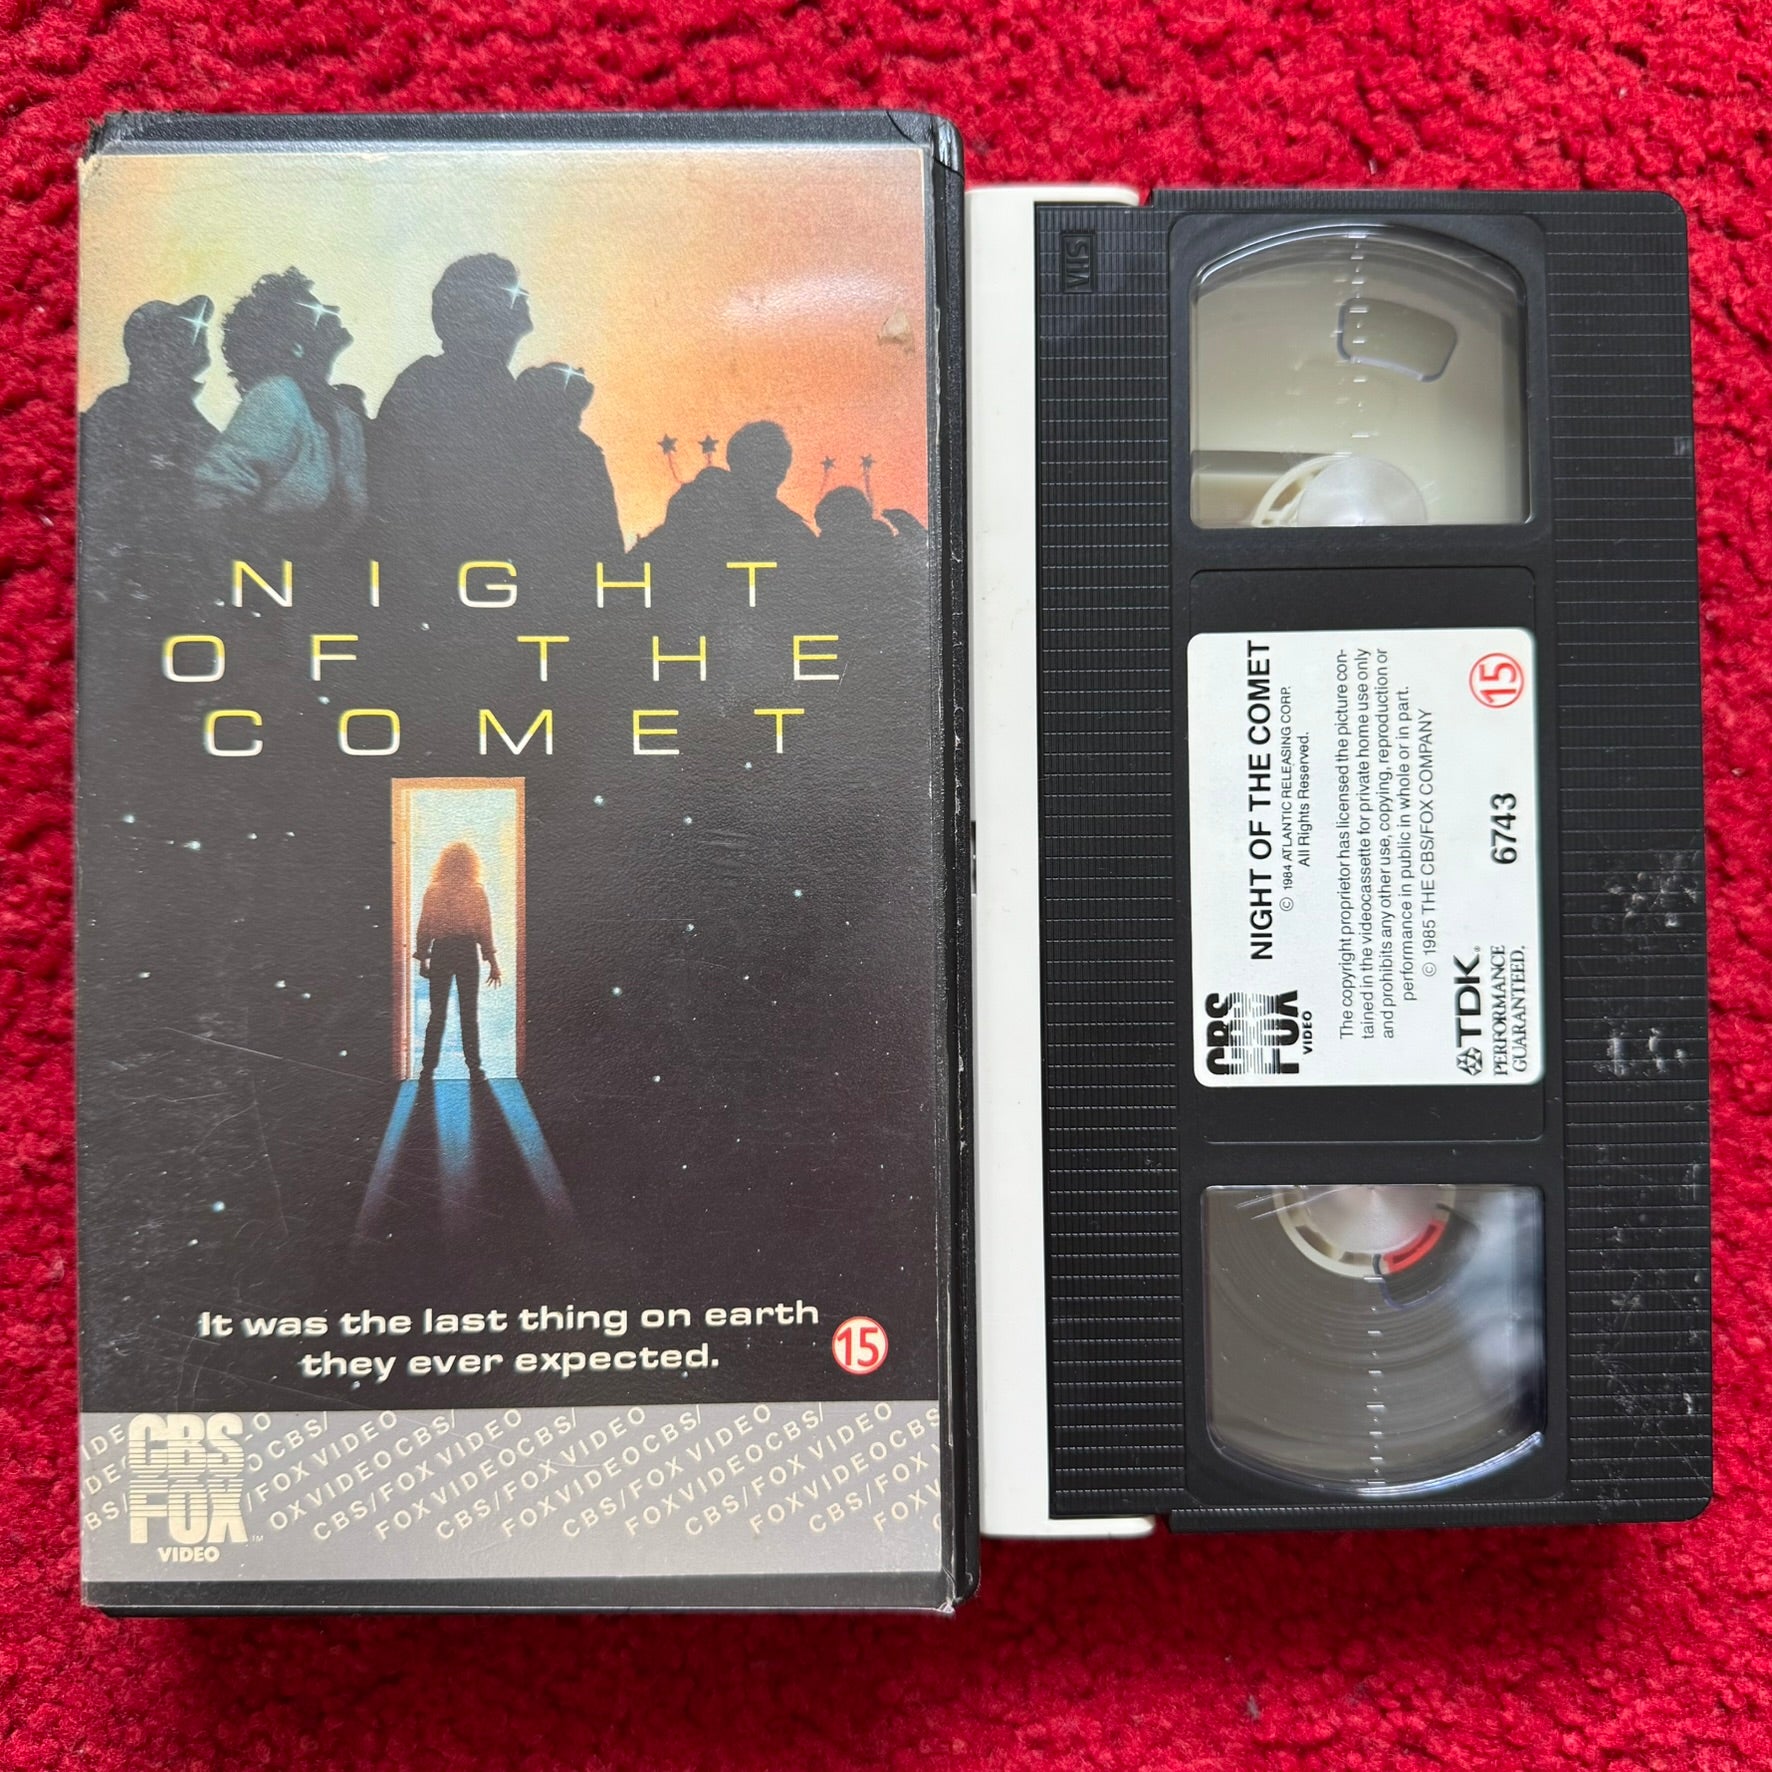 NIGHT
OF THE
COMET
It was the last thing on earth
they ever expected.
15
CBS
FOX
VIDEO
TM
CBS/FOX VIDEO
VHS
CBS
FOX
VIDEO
NIGHT OF THE COMET
© 1984 ATLANTIC RELEASING CORP.
All Rights Reserved.
The copyright proprietor has licensed the picture con-
tained in the videocassette for private home use only
and prohibits any other use, copying, reproduction or
performance in public in whole or in part.
© 1985 THE CBS/FOX COMPANY
TDK®
PERFORMANCE
GUARANTEED.
6743
15